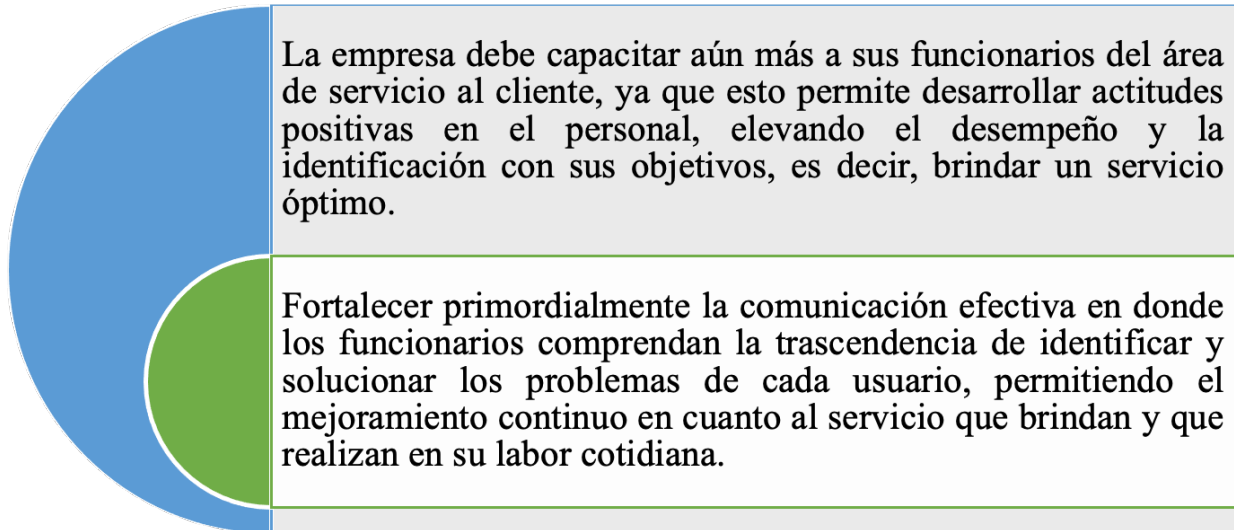 La empresa debe capacitar aún más a sus funcionarios del área
de servicio al cliente, ya que esto permite desarrollar actitudes
positivas en el personal, elevando el desempeño y la
identificación con sus objetivos, es decir, brindar un servicio
óptimo.
Fortalecer primordialmente la comunicación efectiva en donde
los funcionarios comprendan la trascendencia de identificar y
solucionar los problemas de cada usuario, permitiendo el
mejoramiento continuo en cuanto al servicio que brindan y que
realizan en su labor cotidiana.